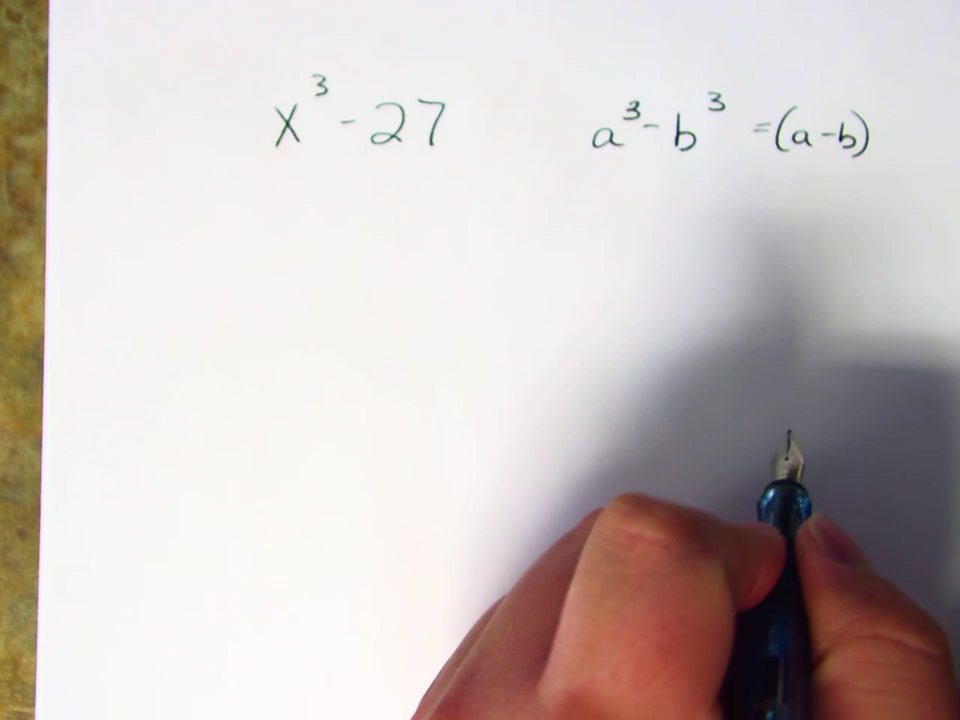 x³ - 27
a³ - b³ = (a - b)